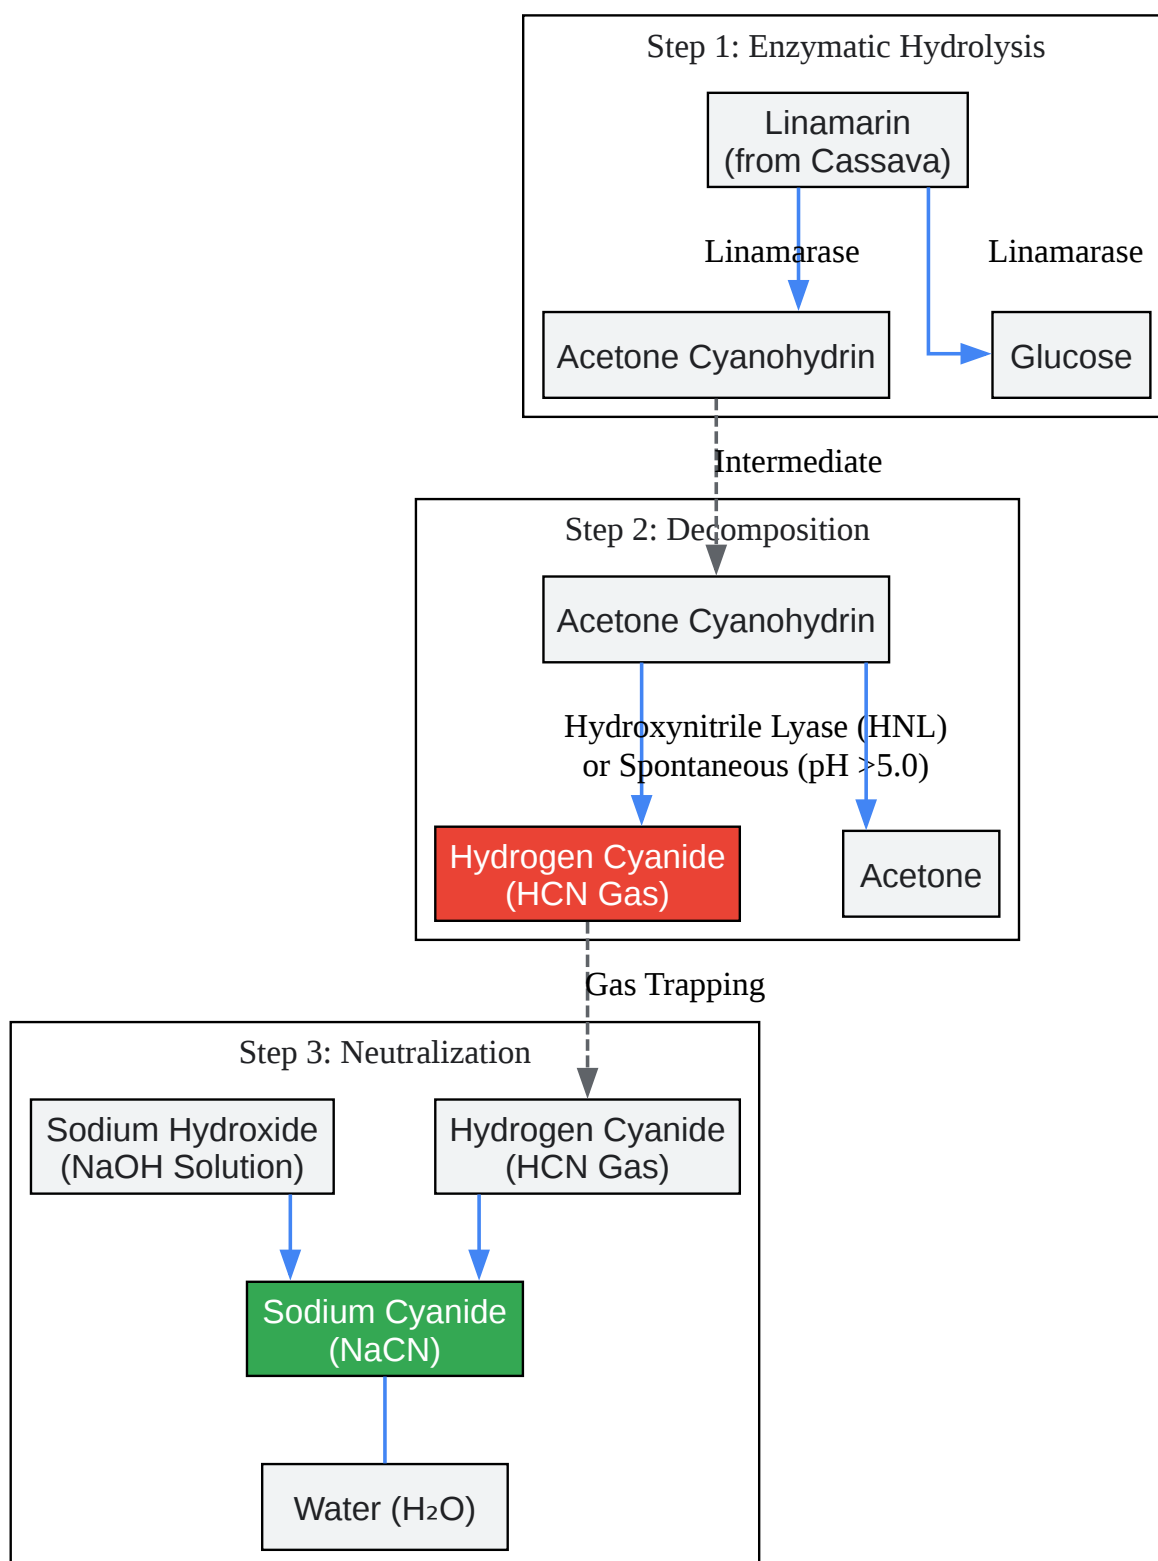 Step 1: Enzymatic Hydrolysis
Linamarin
(from Cassava)
Linamarase
Linamarase
Acetone Cyanohydrin
Glucose
Intermediate
Step 2: Decomposition
Acetone Cyanohydrin
Hydroxynitrile Lyase (HNL)
or Spontaneous (pH >5.0)
Hydrogen Cyanide
(HCN Gas)
Acetone
Gas Trapping
Step 3: Neutralization
Sodium Hydroxide
(NaOH Solution)
Hydrogen Cyanide
(HCN Gas)
Sodium Cyanide
(NaCN)
Water (H₂O)